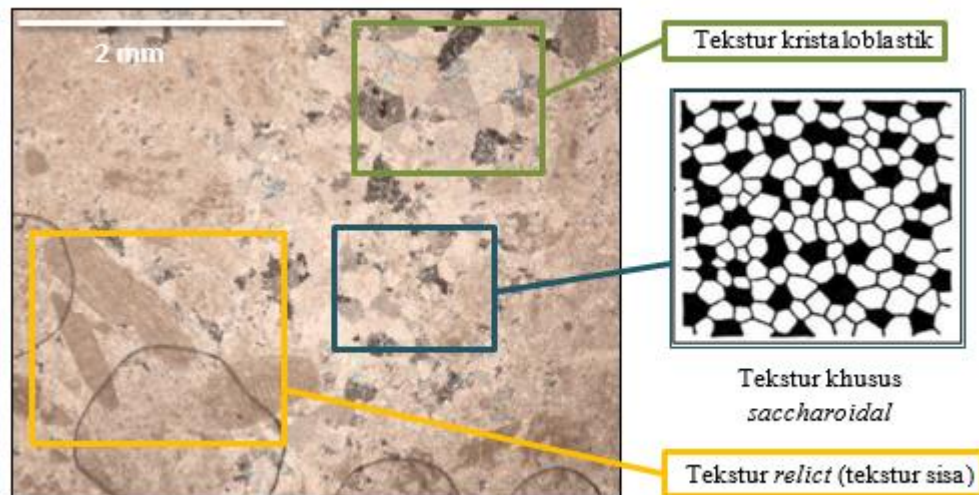 2 mm
Tekstur kristaloblastik
Tekstur khusus
saccharoidal
Tekstur relict (tekstur sisa)